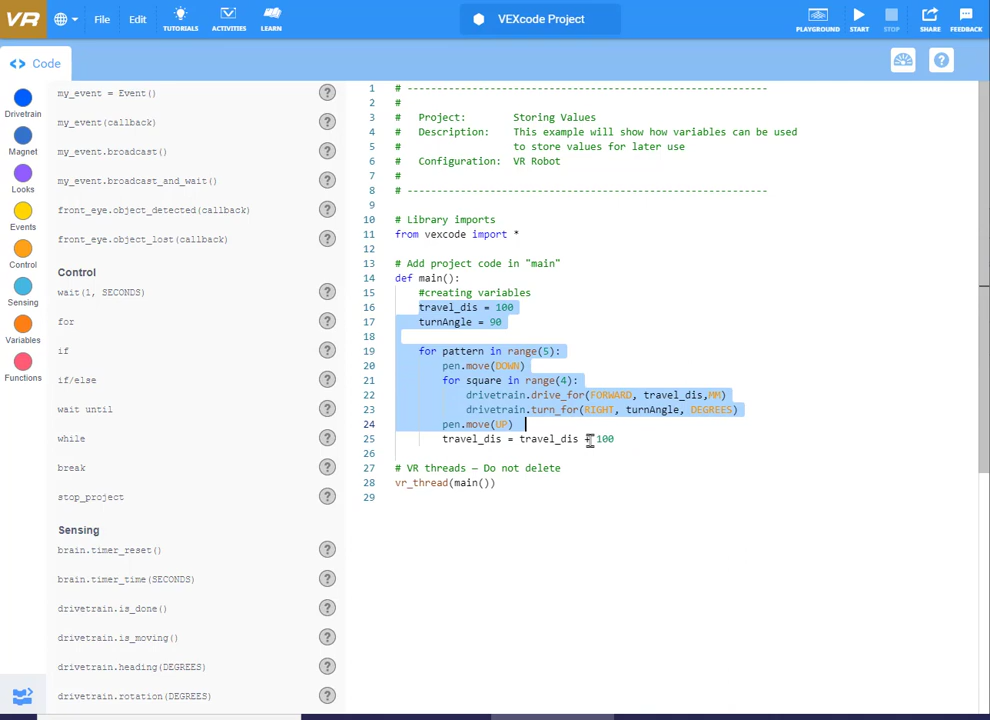 VR
File
Edit
TUTORIALS
ACTIVITIES
LEARN
VEXcode Project
PLAYGROUND
START
STOP
SHARE
FEEDBACK
<> Code
Drivetrain
Magnet
Looks
Events
Control
Sensing
Variables
Functions
my_event = Event()
my_event(callback)
my_event.broadcast()
my_event.broadcast_and_wait()
front_eye.object_detected(callback)
front_eye.object_lost(callback)
Control
wait(1, SECONDS)
for
if
if/else
wait until
while
break
stop_project
Sensing
brain.timer_reset()
brain.timer_time(SECONDS)
drivetrain.is_done()
drivetrain.is_moving()
drivetrain.heading(DEGREES)
drivetrain.rotation(DEGREES)
1 # ------------------------------------------------------------
2 #
3 #   Project:      Storing Values
4 #   Description:  This example will show how variables can be used
5 #                 to store values for later use
6 #   Configuration: VR Robot
7 #
8 # ------------------------------------------------------------
9
10 # Library imports
11 from vexcode import *
12
13 # Add project code in "main"
14 def main():
15     #creating variables
16     travel_dis = 100
17     turnAngle = 90
18
19     for pattern in range(5):
20         pen.move(DOWN)
21         for square in range(4):
22             drivetrain.drive_for(FORWARD, travel_dis,MM)
23             drivetrain.turn_for(RIGHT, turnAngle, DEGREES)
24         pen.move(UP)
25         travel_dis = travel_dis + 100
26
27 # VR threads — Do not delete
28 vr_thread(main())
29